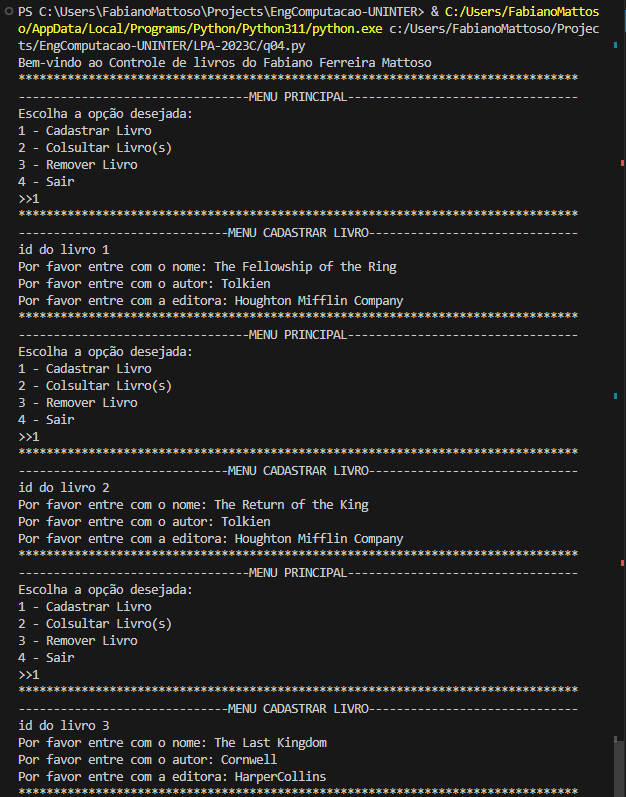 PS C:\Users\FabianoMattoso\Projects\EngComputacao-UNINTER> & C:/Users/FabianoMattos
o/AppData/Local/Programs/Python/Python311/python.exe c:/Users/FabianoMattoso/Projec
ts/EngComputacao-UNINTER/LPA-2023C/q04.py
Bem-vindo ao Controle de livros do Fabiano Ferreira Mattoso
********************************************************************************
---------------------------------MENU PRINCIPAL---------------------------------
Escolha a opção desejada:
1 - Cadastrar Livro
2 - Colsultar Livro(s)
3 - Remover Livro
4 - Sair
>>1
********************************************************************************
------------------------------MENU CADASTRAR LIVRO------------------------------
id do livro 1
Por favor entre com o nome: The Fellowship of the Ring
Por favor entre com o autor: Tolkien
Por favor entre com a editora: Houghton Mifflin Company
********************************************************************************
---------------------------------MENU PRINCIPAL---------------------------------
Escolha a opção desejada:
1 - Cadastrar Livro
2 - Colsultar Livro(s)
3 - Remover Livro
4 - Sair
>>1
********************************************************************************
------------------------------MENU CADASTRAR LIVRO------------------------------
id do livro 2
Por favor entre com o nome: The Return of the King
Por favor entre com o autor: Tolkien
Por favor entre com a editora: Houghton Mifflin Company
********************************************************************************
---------------------------------MENU PRINCIPAL---------------------------------
Escolha a opção desejada:
1 - Cadastrar Livro
2 - Colsultar Livro(s)
3 - Remover Livro
4 - Sair
>>1
********************************************************************************
------------------------------MENU CADASTRAR LIVRO------------------------------
id do livro 3
Por favor entre com o nome: The Last Kingdom
Por favor entre com o autor: Cornwell
Por favor entre com a editora: HarperCollins
********************************************************************************